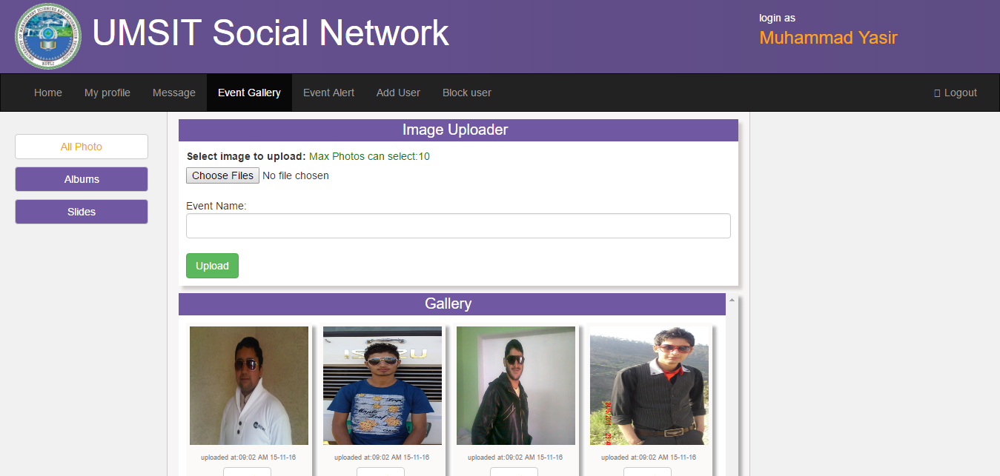 UMSIT Social Network
login as
Muhammad Yasir
Home My profile Message Event Gallery Event Alert Add User Block user Logout
All Photo
Albums
Slides
Image Uploader
Select image to upload: Max Photos can select:10
Choose Files No file chosen
Event Name:
Upload
Gallery
ISUZU
uploaded at:09:02 AM 15-11-16 uploaded at:09:02 AM 15-11-16 uploaded at:09:02 AM 15-11-16 uploaded at:09:02 AM 15-11-16